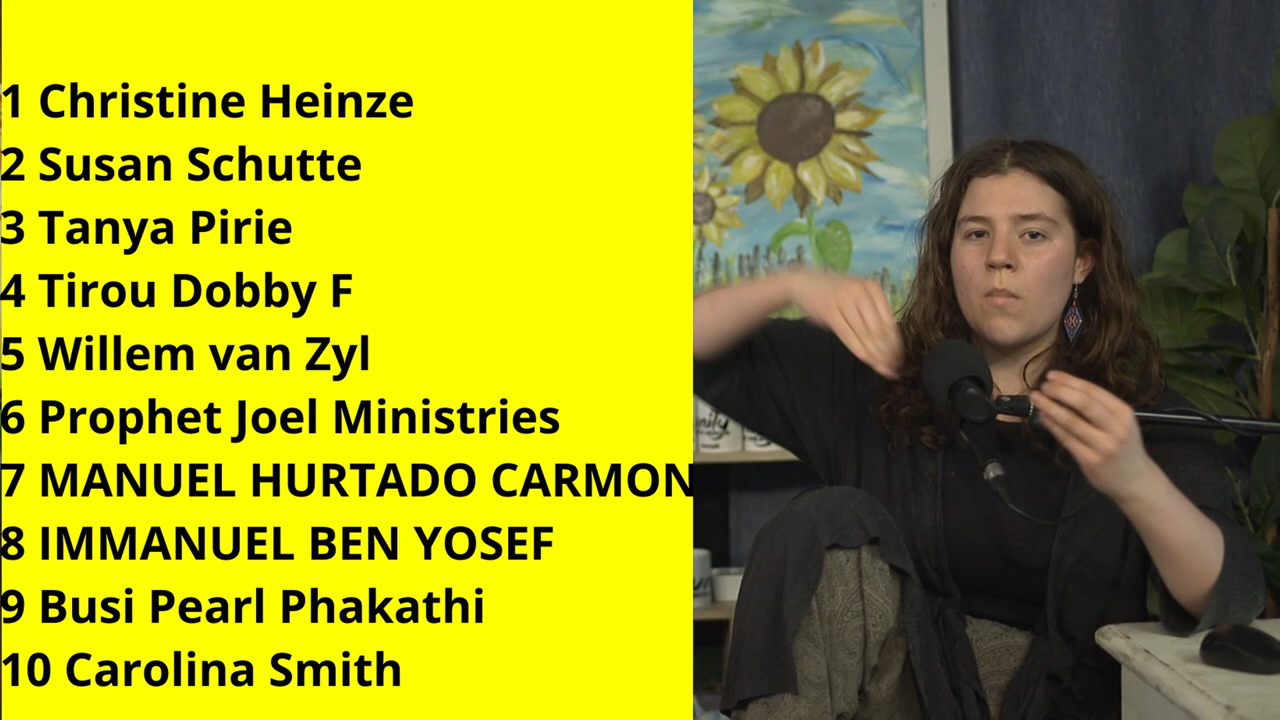 1 Christine Heinze
2 Susan Schutte
3 Tanya Pirie
4 Tirou Dobby F
5 Willem van Zyl
6 Prophet Joel Ministries
7 MANUEL HURTADO CARMON
8 IMMANUEL BEN YOSEF
9 Busi Pearl Phakathi
10 Carolina Smith